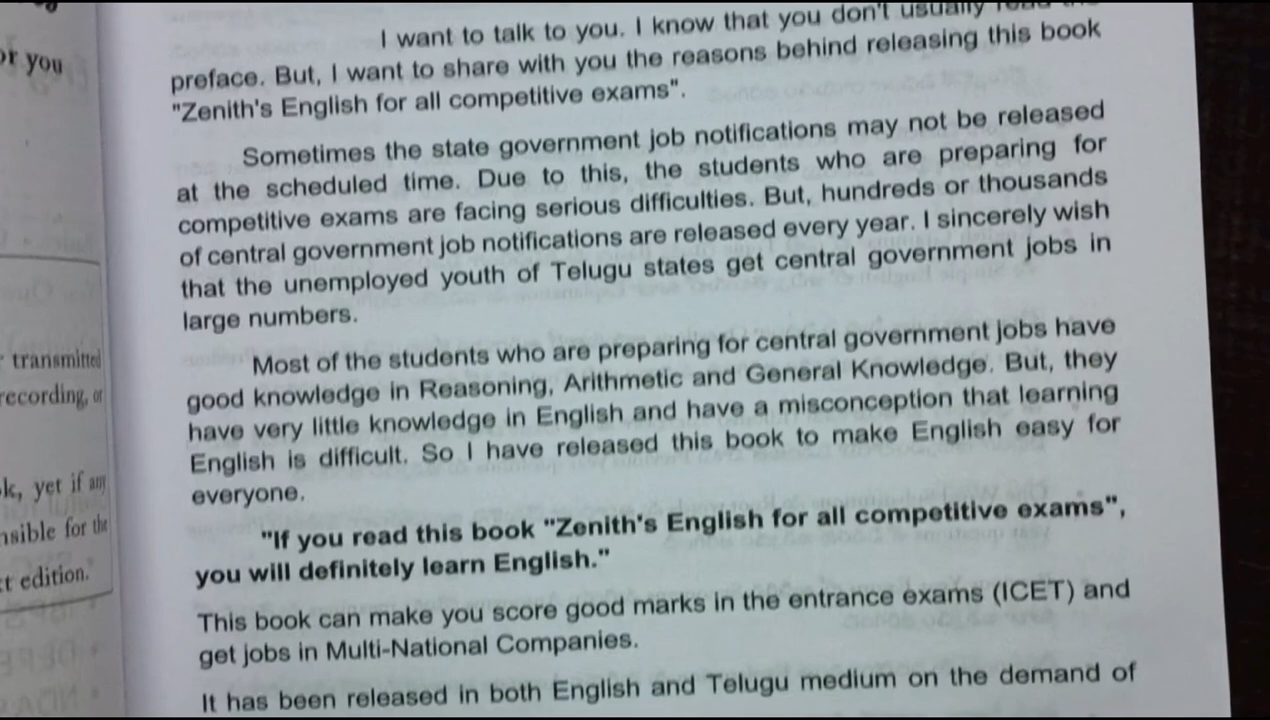 or you
transmitted
recording, or
k, yet if any
nsible for the
ct edition.
I want to talk to you. I know that you don't usually read the
preface. But, I want to share with you the reasons behind releasing this book
"Zenith's English for all competitive exams".
Sometimes the state government job notifications may not be released
at the scheduled time. Due to this, the students who are preparing for
competitive exams are facing serious difficulties. But, hundreds or thousands
of central government job notifications are released every year. I sincerely wish
that the unemployed youth of Telugu states get central government jobs in
large numbers.
Most of the students who are preparing for central government jobs have
good knowledge in Reasoning, Arithmetic and General Knowledge. But, they
have very little knowledge in English and have a misconception that learning
English is difficult. So I have released this book to make English easy for
everyone.
"If you read this book "Zenith's English for all competitive exams",
you will definitely learn English."
This book can make you score good marks in the entrance exams (ICET) and
get jobs in Multi-National Companies.
It has been released in both English and Telugu medium on the demand of